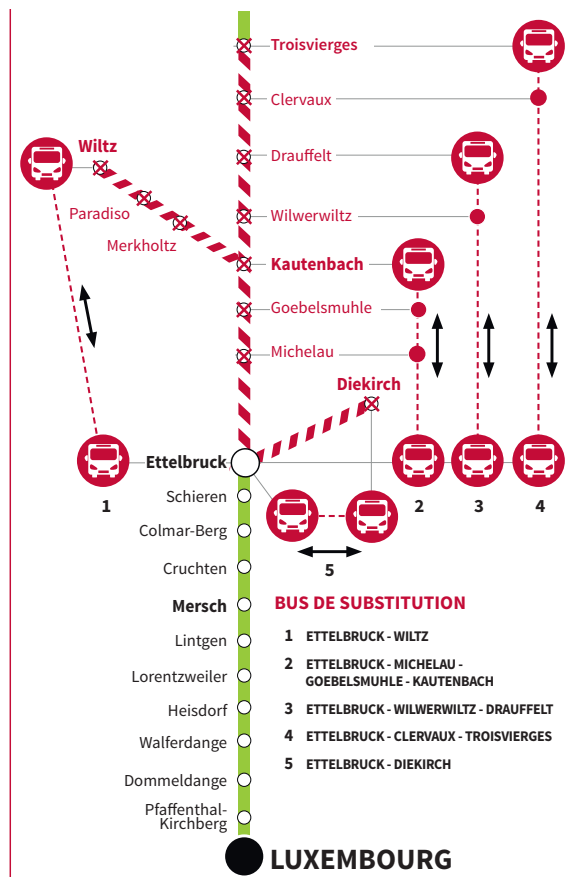 Troisvierges
Clervaux
Wiltz
Drauffelt
Paradiso
Wilwerwiltz
Merkholtz
Kautenbach
Goebelsmuhle
Michelau
Diekirch
Ettelbruck
1
2
3
4
Schieren
Colmar-Berg
Cruchten
5
Mersch
Lintgen
Lorentzweiler
Heisdorf
Walferdange
Dommeldange
Pfaffenthal-
Kirchberg
LUXEMBOURG
BUS DE SUBSTITUTION
1 ETTELBRUCK - WILTZ
2 ETTELBRUCK - MICHELAU -
GOEBELSMUHLE - KAUTENBACH
3 ETTELBRUCK - WILWERWILTZ - DRAUFFELT
4 ETTELBRUCK - CLERVAUX - TROISVIERGES
5 ETTELBRUCK - DIEKIRCH